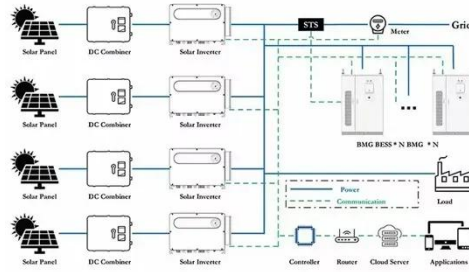 STS
Meter
Grid
Solar Panel DC Combiner Solar Inverter
Solar Panel DC Combiner Solar Inverter
BMG BESS * N BMG * N
Solar Panel DC Combiner Solar Inverter
Power
Communication
Load
Solar Panel DC Combiner Solar Inverter
Controller Router Cloud Server Applications